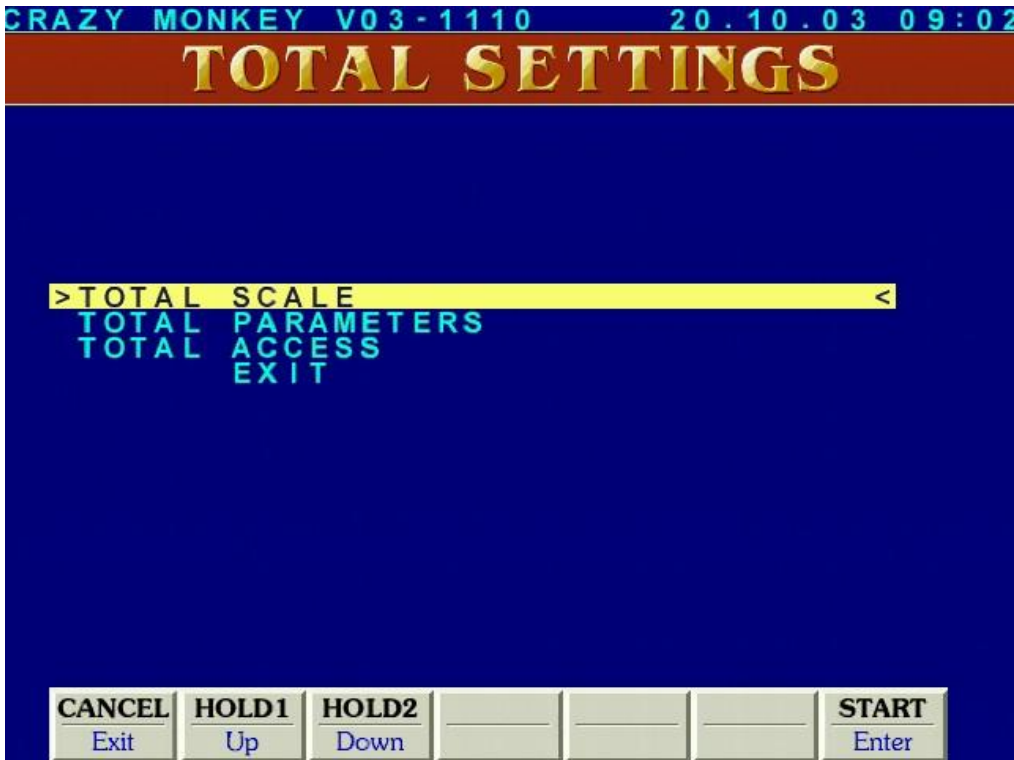 CRAZY MONKEY V03-1110 20.10.03 09:02
TOTAL SETTINGS
>TOTAL SCALE <
TOTAL PARAMETERS
TOTAL ACCESS
EXIT
CANCEL HOLD1 HOLD2 START
Exit Up Down Enter